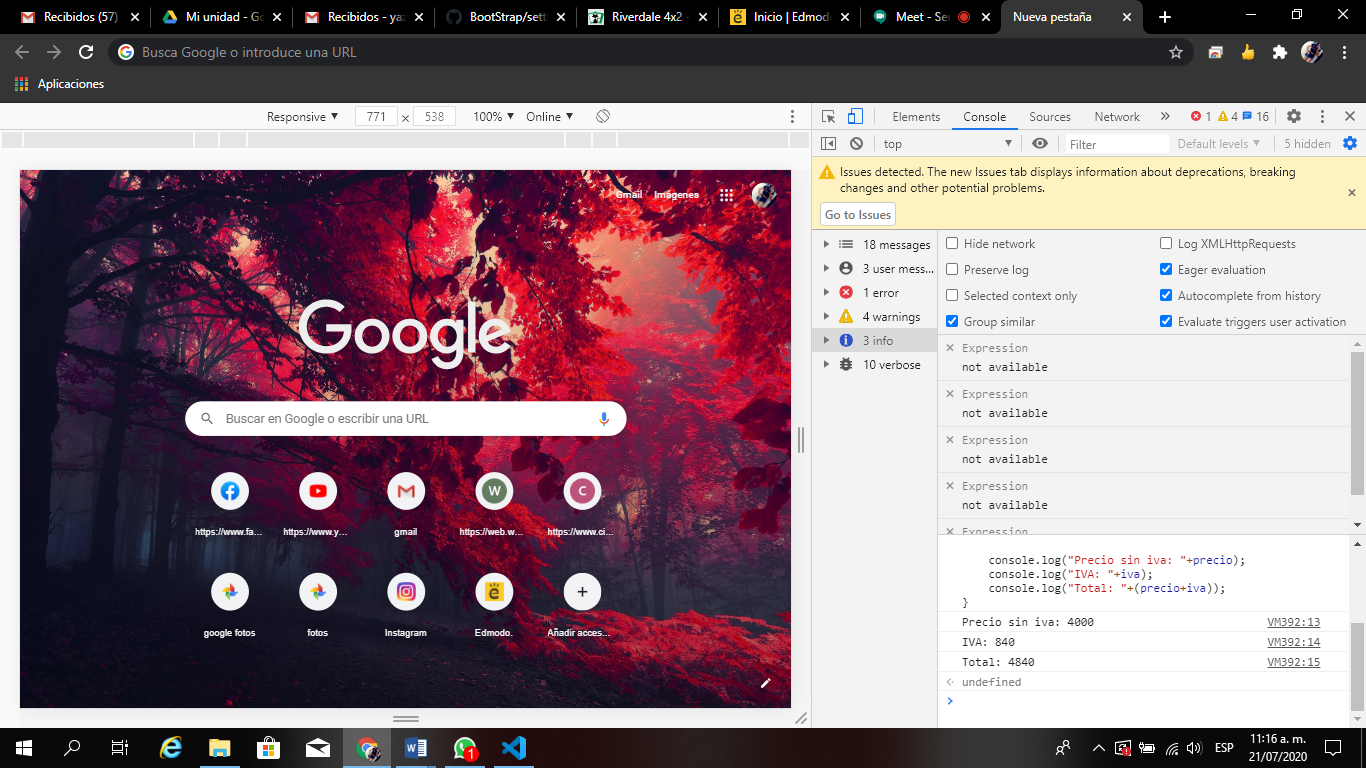 Recibidos (57)
Mi unidad - Go
Recibidos - yaz
BootStrap/sett
Riverdale 4x2 -
Inicio | Edmodo
Meet - Ser
Nueva pestaña
Busca Google o introduce una URL
Aplicaciones
Responsive 771 × 538 100% Online
Elements Console Sources Network » 1 4 16
top Filter Default levels 5 hidden
Issues detected. The new Issues tab displays information about deprecations, breaking
changes and other potential problems.
Go to Issues
18 messages
3 user mess...
1 error
4 warnings
3 info
10 verbose
Hide network Log XMLHttpRequests
Preserve log Eager evaluation
Selected context only Autocomplete from history
Group similar Evaluate triggers user activation
Expression
not available
Expression
not available
Expression
not available
Expression
not available
Expression
console.log("Precio sin iva: "+precio);
console.log("IVA: "+iva);
console.log("Total: "+(precio+iva));
}
Precio sin iva: 4000 VM392:13
IVA: 840 VM392:14
Total: 4840 VM392:15
undefined
Gmail Imágenes
Google
Buscar en Google o escribir una URL
W C
https://www.fa... https://www.y... gmail https://web.w... https://www.ci...
google fotos fotos Instagram Edmodo. Añadir acces...
1
ESP
11:16 a. m.
21/07/2020